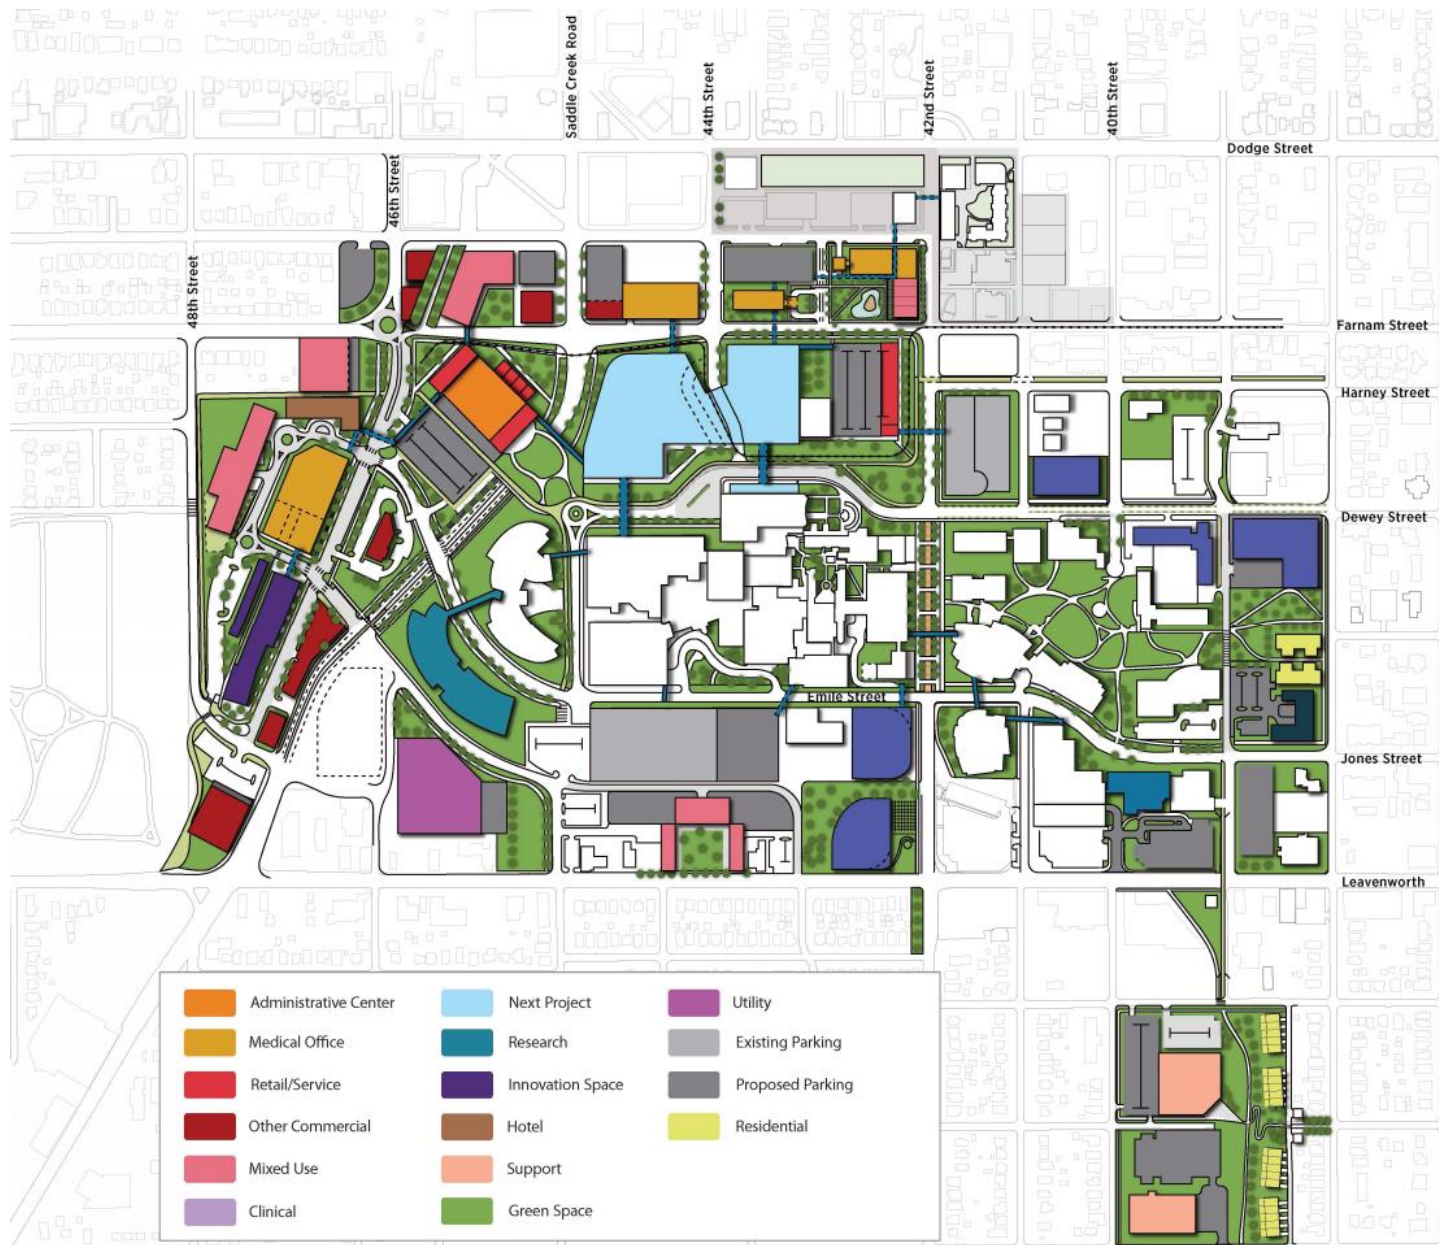 Saddle Creek Road
44th Street
42nd Street
40th Street
Dodge Street
46th Street
48th Street
Farnam Street
Harney Street
Dewey Street
Emile Street
Jones Street
Leavenworth
Administrative Center
Next Project
Utility
Medical Office
Research
Existing Parking
Retail/Service
Innovation Space
Proposed Parking
Other Commercial
Hotel
Residential
Mixed Use
Support
Clinical
Green Space